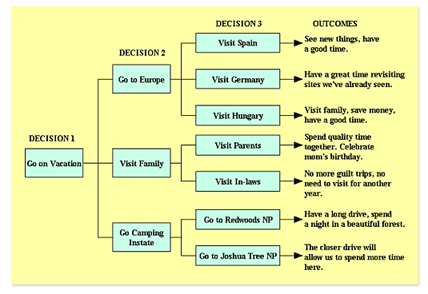 DECISION 3
OUTCOMES
DECISION 2
Visit Spain
See new things, have
a good time.
Go to Europe
Visit Germany
Have a great time revisiting
sites we've already seen.
Visit Hungary
Visit family, save money,
have a good time.
DECISION 1
Go on Vacation
Visit Family
Visit Parents
Spend quality time
together. Celebrate
mom's birthday.
Visit In-laws
No more guilt trips, no
need to visit for another
year.
Go Camping
Instate
Go to Redwoods NP
Have a long drive, spend
a night in a beautiful forest.
Go to Joshua Tree NP
The closer drive will
allow us to spend more time
here.